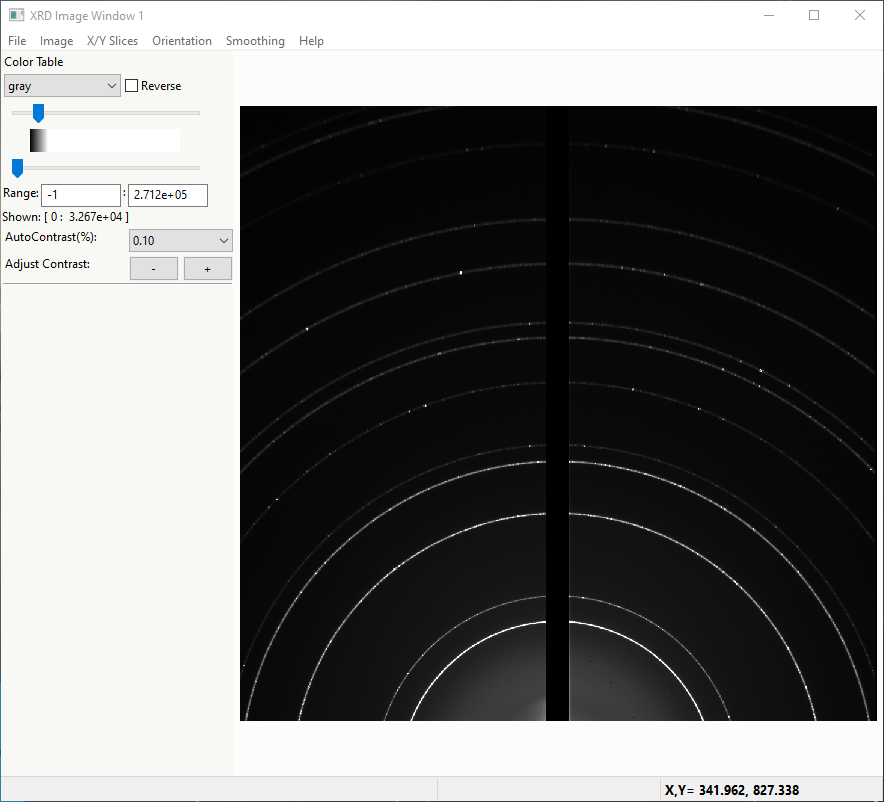 XRD Image Window 1
File Image X/Y Slices Orientation Smoothing Help
Color Table
gray Reverse
Range: -1 : 2.712e+05
Shown: [ 0 : 3.267e+04 ]
AutoContrast(%): 0.10
Adjust Contrast: - +
X,Y= 341.962, 827.338